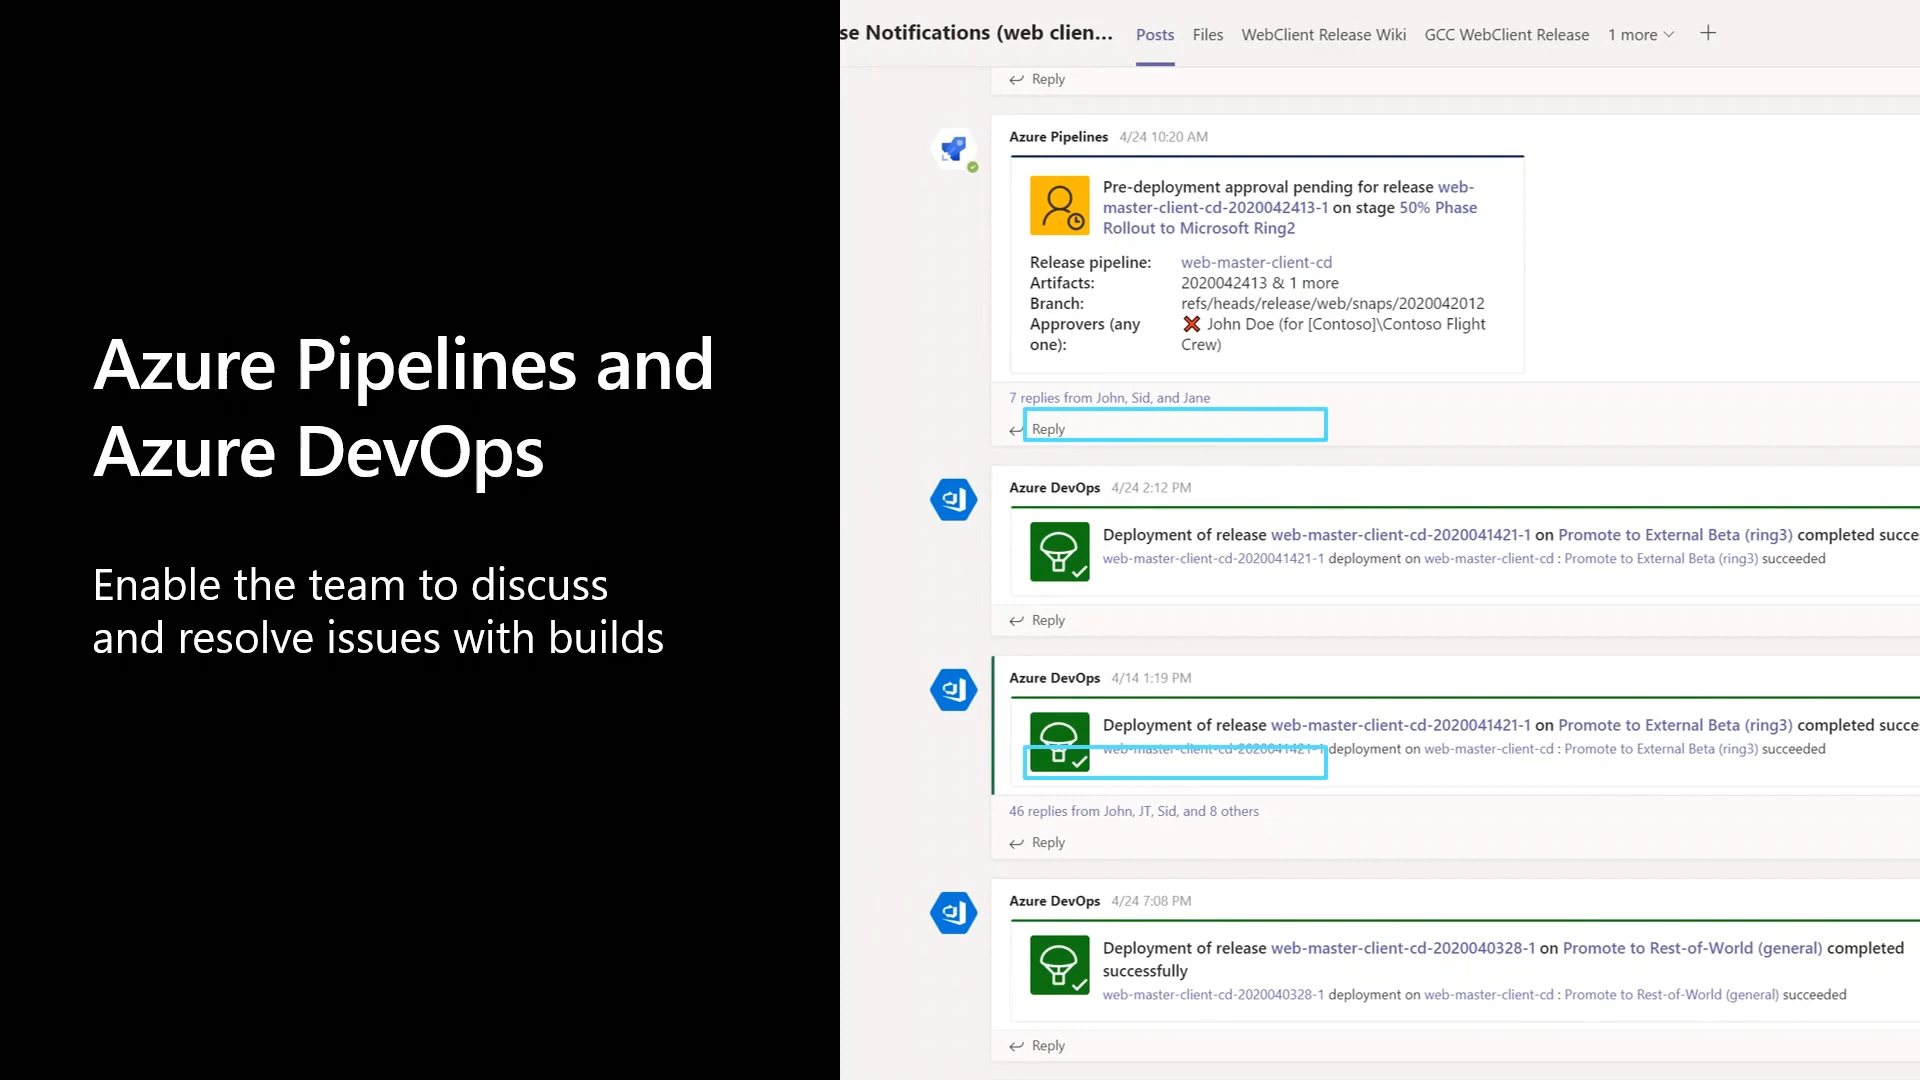 Azure Pipelines and
Azure DevOps
Enable the team to discuss
and resolve issues with builds
se Notifications (web clien...
Posts
Files
WebClient Release Wiki
GCC WebClient Release
1 more
Reply
Azure Pipelines 4/24 10:20 AM
Pre-deployment approval pending for release web-
master-client-cd-2020042413-1 on stage 50% Phase
Rollout to Microsoft Ring2
Release pipeline: web-master-client-cd
Artifacts: 2020042413 & 1 more
Branch: refs/heads/release/web/snaps/2020042012
Approvers (any ❌ John Doe (for [Contoso]\Contoso Flight
one): Crew)
7 replies from John, Sid, and Jane
Reply
Azure DevOps 4/24 2:12 PM
Deployment of release web-master-client-cd-2020041421-1 on Promote to External Beta (ring3) completed succe
web-master-client-cd-2020041421-1 deployment on web-master-client-cd : Promote to External Beta (ring3) succeeded
Reply
Azure DevOps 4/14 1:19 PM
Deployment of release web-master-client-cd-2020041421-1 on Promote to External Beta (ring3) completed succe
web-master-client-cd-2020041421-1 deployment on web-master-client-cd : Promote to External Beta (ring3) succeeded
46 replies from John, JT, Sid, and 8 others
Reply
Azure DevOps 4/24 7:08 PM
Deployment of release web-master-client-cd-2020040328-1 on Promote to Rest-of-World (general) completed
successfully
web-master-client-cd-2020040328-1 deployment on web-master-client-cd : Promote to Rest-of-World (general) succeeded
Reply